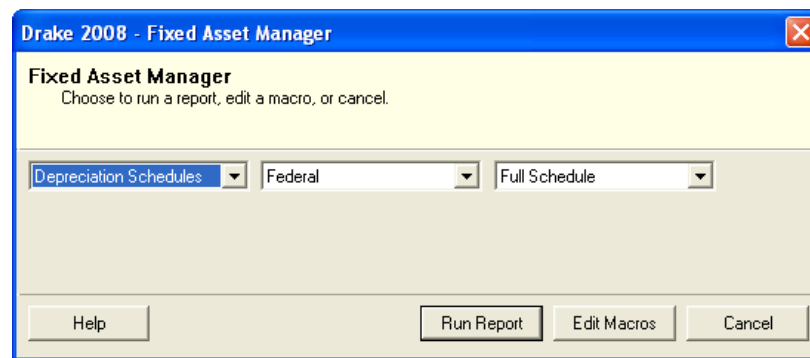 Drake 2008 - Fixed Asset Manager
Fixed Asset Manager
Choose to run a report, edit a macro, or cancel.
Depreciation Schedules Federal Full Schedule
Help Run Report Edit Macros Cancel